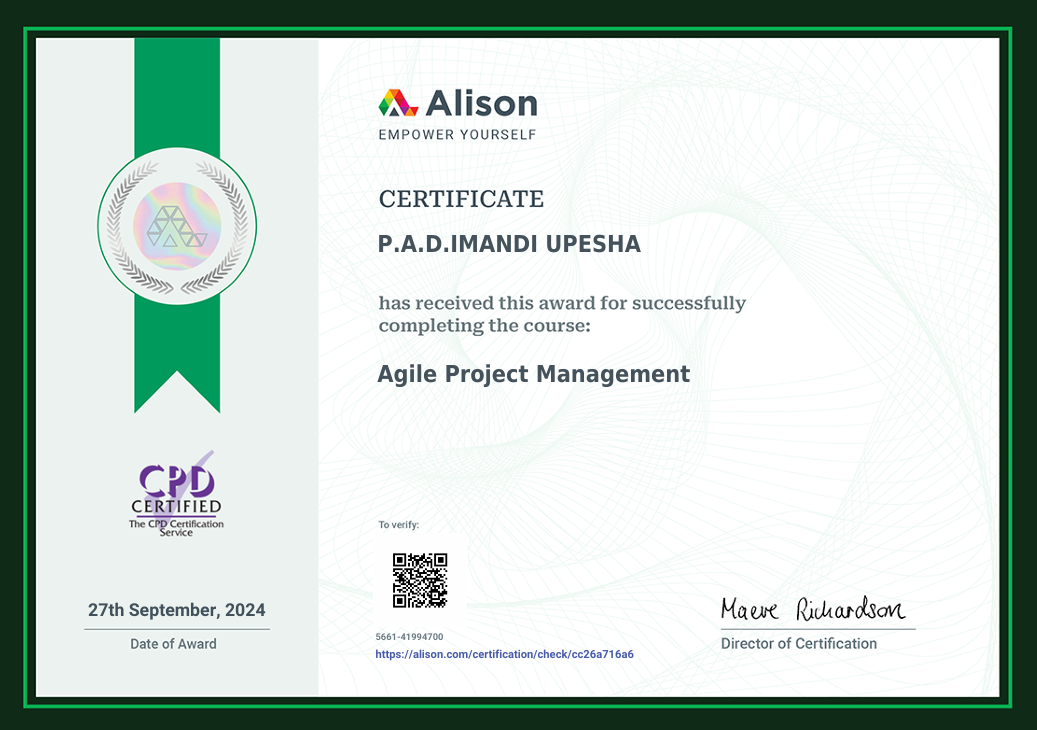 Alison
EMPOWER YOURSELF
CERTIFICATE
P.A.D.IMANDI UPESHA
has received this award for successfully
completing the course:
Agile Project Management
CPD
CERTIFIED
The CPD Certification
Service
27th September, 2024
Date of Award
To verify:
5661-41994700
https://alison.com/certification/check/cc26a716a6
Maeve Richardson
Director of Certification